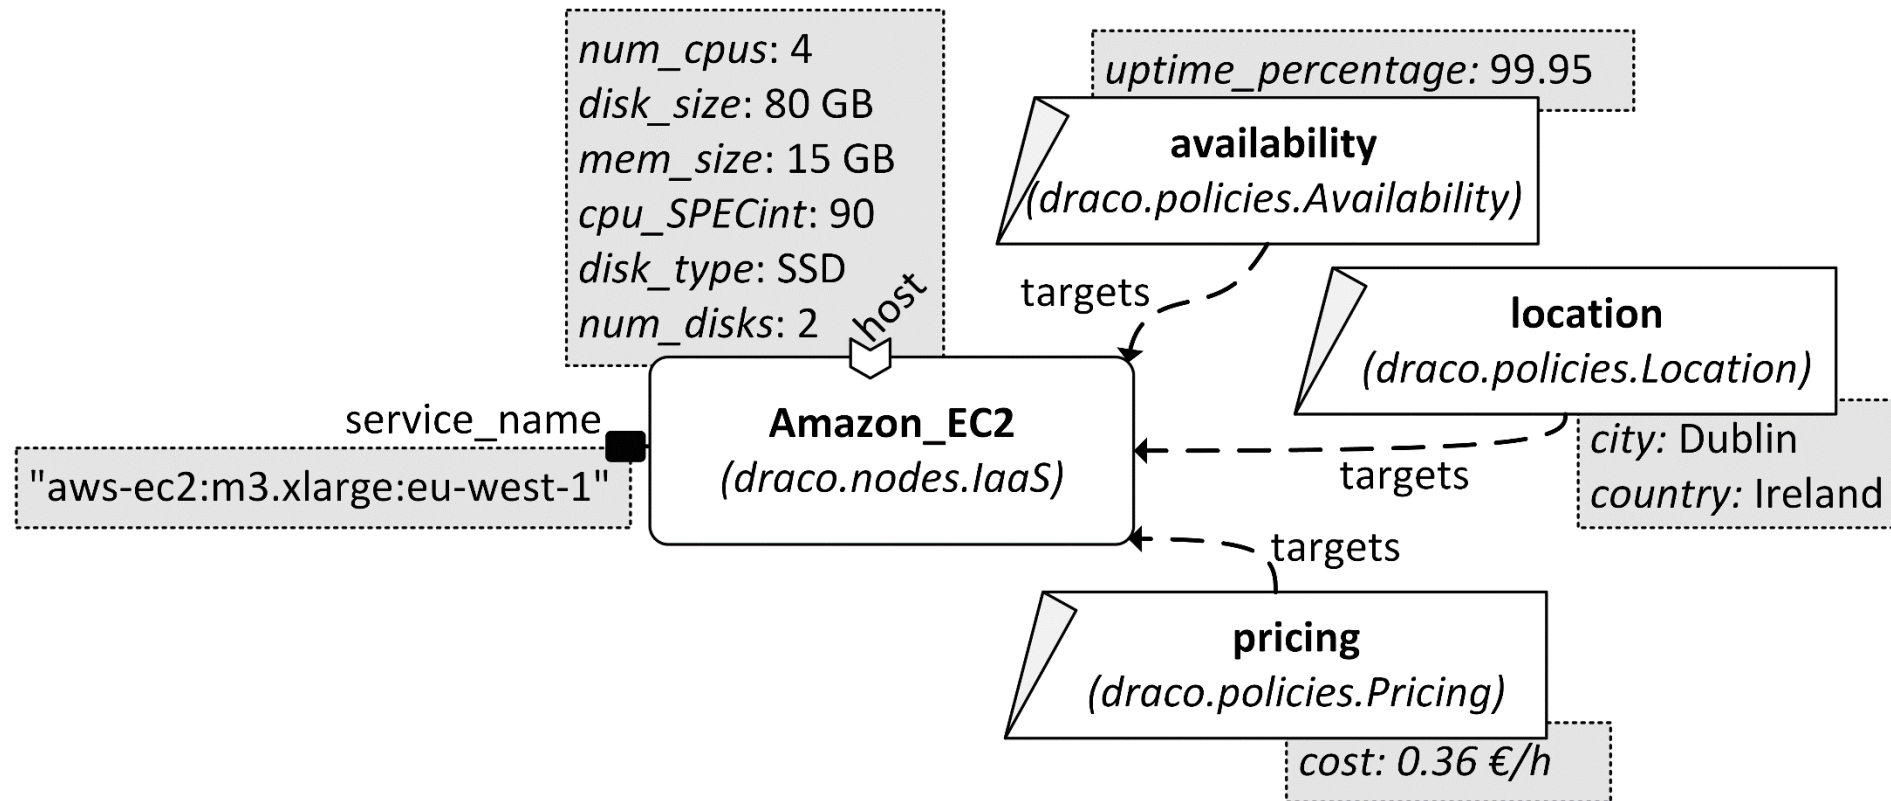 num_cpus: 4
disk_size: 80 GB
mem_size: 15 GB
cpu_SPECint: 90
disk_type: SSD
num_disks: 2
host
uptime_percentage: 99.95
availability
(draco.policies.Availability)
targets
location
(draco.policies.Location)
city: Dublin
country: Ireland
targets
service_name
"aws-ec2:m3.xlarge:eu-west-1"
Amazon_EC2
(draco.nodes.IaaS)
targets
pricing
(draco.policies.Pricing)
cost: 0.36 €/h